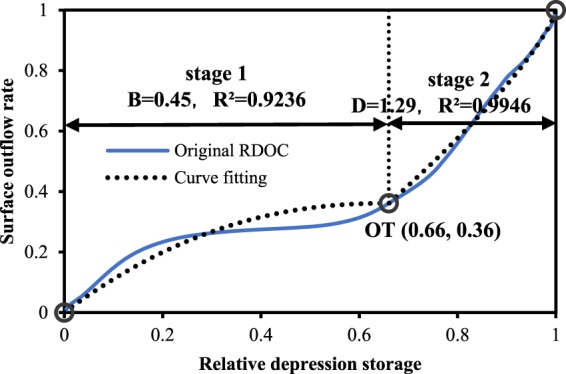 1
0.8
0.6
0.4
0.2
0
Surface outflow rate
stage 1
B=0.45, R²=0.9236
stage 2
D=1.29, R²=0.9946
Original RDOC
Curve fitting
OT (0.66, 0.36)
0 0.2 0.4 0.6 0.8 1
Relative depression storage